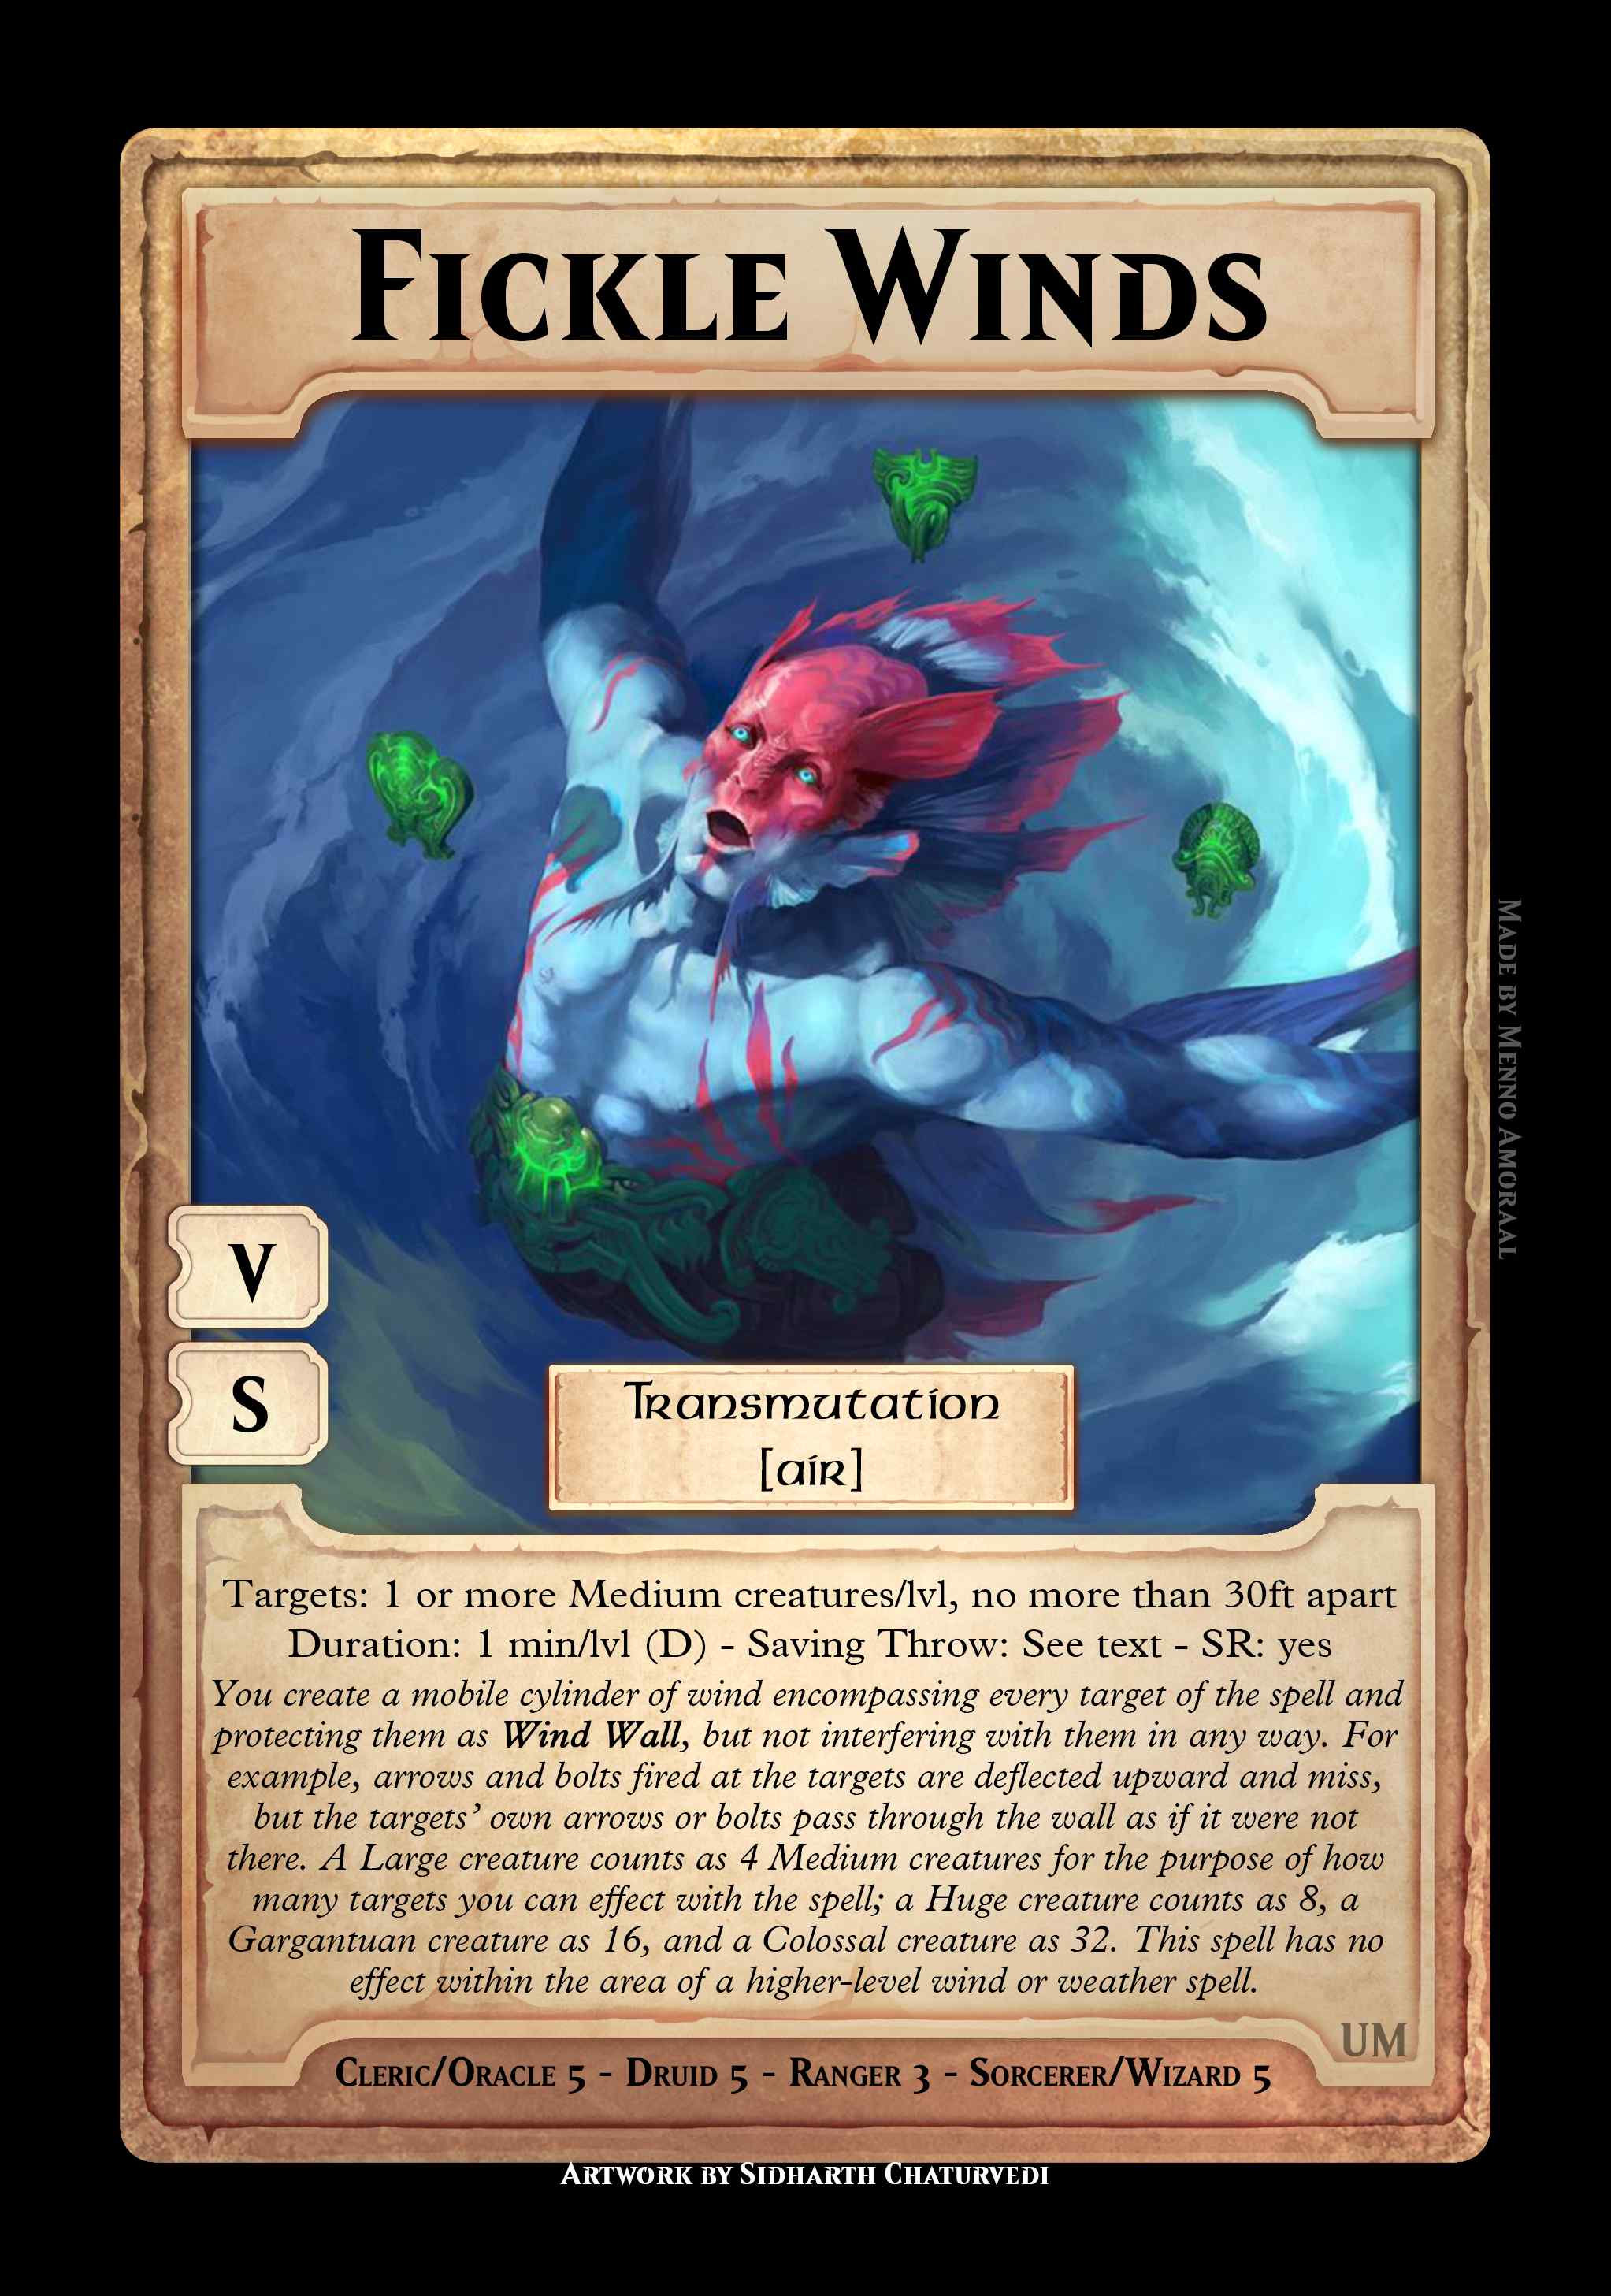 Fickle Winds
V
S
Transmutation
[air]
Targets: 1 or more Medium creatures/lvl, no more than 30ft apart
Duration: 1 min/lvl (D) - Saving Throw: See text - SR: yes
You create a mobile cylinder of wind encompassing every target of the spell and
protecting them as Wind Wall, but not interfering with them in any way. For
example, arrows and bolts fired at the targets are deflected upward and miss,
but the targets’ own arrows or bolts pass through the wall as if it were not
there. A Large creature counts as 4 Medium creatures for the purpose of how
many targets you can effect with the spell; a Huge creature counts as 8, a
Gargantuan creature as 16, and a Colossal creature as 32. This spell has no
effect within the area of a higher-level wind or weather spell.
UM
Cleric/Oracle 5 - Druid 5 - Ranger 3 - Sorcerer/Wizard 5
Artwork by Sidharth Chaturvedi
Made by Menno Amoraal